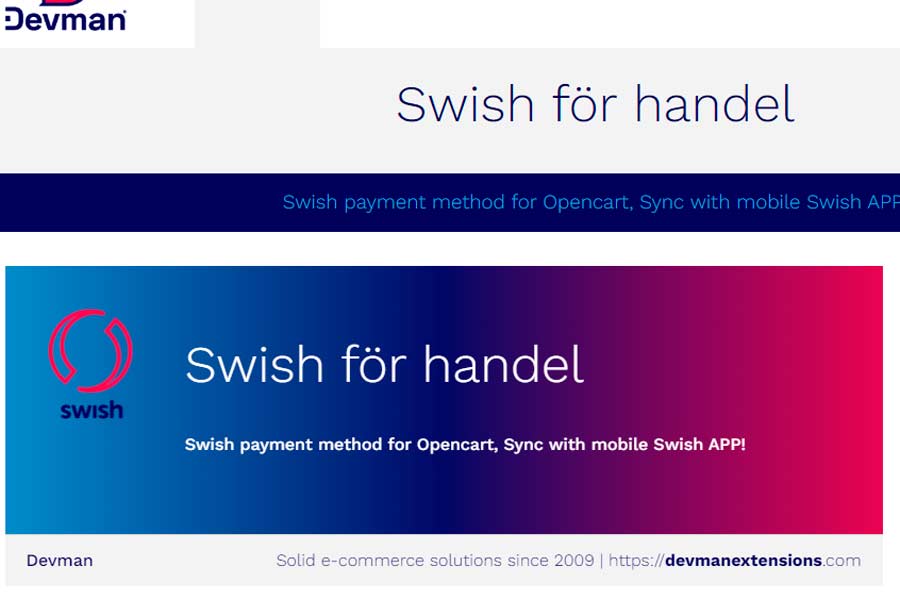 Devman
Swish för handel
Swish payment method for Opencart, Sync with mobile Swish APP
swish
Swish för handel
Swish payment method for Opencart, Sync with mobile Swish APP!
Devman
Solid e-commerce solutions since 2009 | https://devmanextensions.com